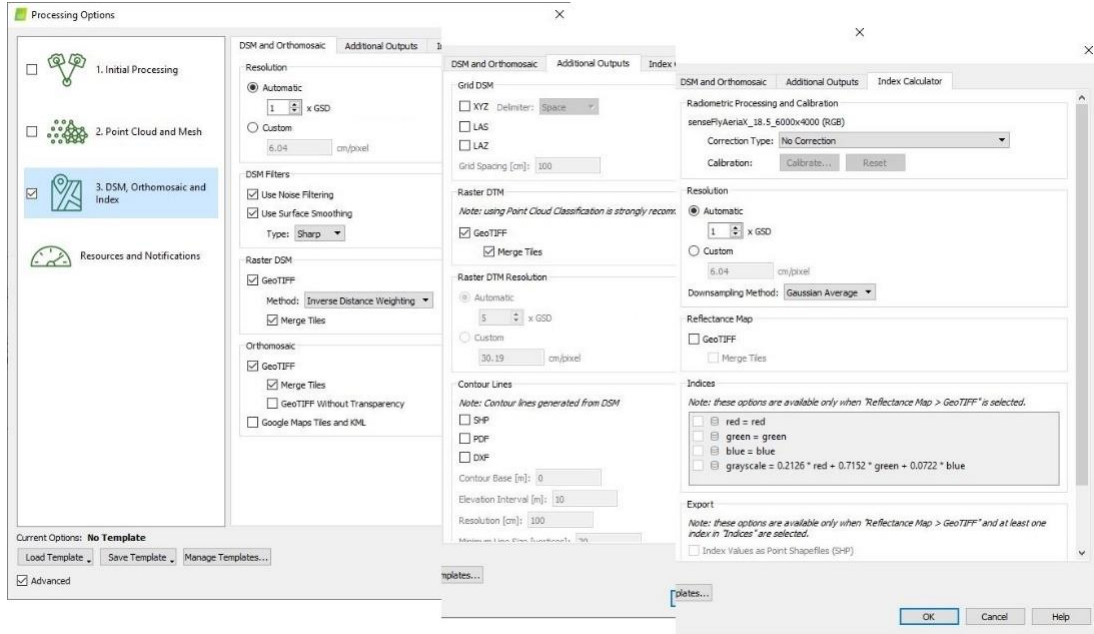 Processing Options
1. Initial Processing
2. Point Cloud and Mesh
3. DSM, Orthomosaic and
Index
Resources and Notifications
Current Options: No Template
Load Template
Save Template
Manage Templates...
Advanced
DSM and Orthomosaic
Additional Outputs
Resolution
Automatic
1 x GSD
Custom
6.04 cm/pixel
DSM Filters
Use Noise Filtering
Use Surface Smoothing
Type: Sharp
Raster DSM
GeoTIFF
Method: Inverse Distance Weighting
Merge Tiles
Orthomosaic
GeoTIFF
Merge Tiles
GeoTIFF Without Transparency
Google Maps Tiles and KML
DSM and Orthomosaic
Additional Outputs
Index
Grid DSM
XYZ Delimiter: Space
LAS
LAZ
Grid Spacing [cm]: 100
Raster DTM
Note: using Point Cloud Classification is strongly recomm
GeoTIFF
Merge Tiles
Raster DTM Resolution
Automatic
5 x GSD
Custom
30.19 cm/pixel
Contour Lines
Note: Contour lines generated from DSM
SHP
PDF
DXF
Contour Base [m]: 0
Elevation Interval [m]: 10
Resolution [cm]: 100
Minimum Line Size [vertices]: 20
mplates...
DSM and Orthomosaic
Additional Outputs
Index Calculator
Radiometric Processing and Calibration
senseFlyAeriaX_18.5_6000x4000 (RGB)
Correction Type: No Correction
Calibration: Calibrate... Reset
Resolution
Automatic
1 x GSD
Custom
6.04 cm/pixel
Downsampling Method: Gaussian Average
Reflectance Map
GeoTIFF
Merge Tiles
Indices
Note: these options are available only when "Reflectance Map > GeoTIFF" is selected.
red = red
green = green
blue = blue
grayscale = 0.2126 * red + 0.7152 * green + 0.0722 * blue
Export
Note: these options are available only when "Reflectance Map > GeoTIFF" and at least one
index in "Indices" are selected.
Index Values as Point Shapefiles (SHP)
plates...
OK
Cancel
Help